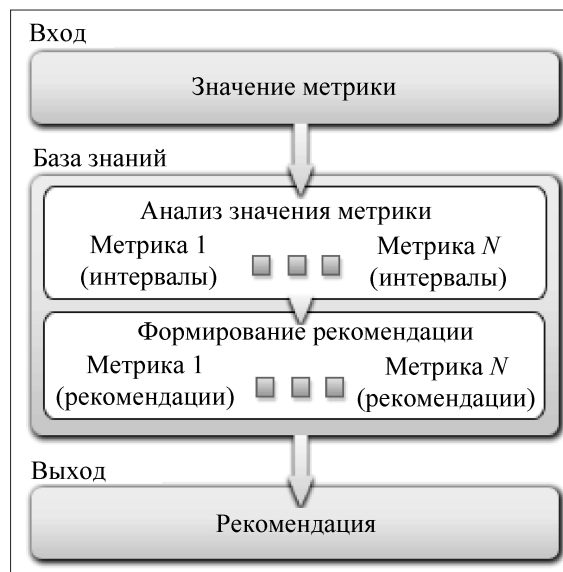 Вход
Значение метрики
База знаний
Анализ значения метрики
Метрика 1 Метрика N
(интервалы) (интервалы)
Формирование рекомендации
Метрика 1 Метрика N
(рекомендации) (рекомендации)
Выход
Рекомендация